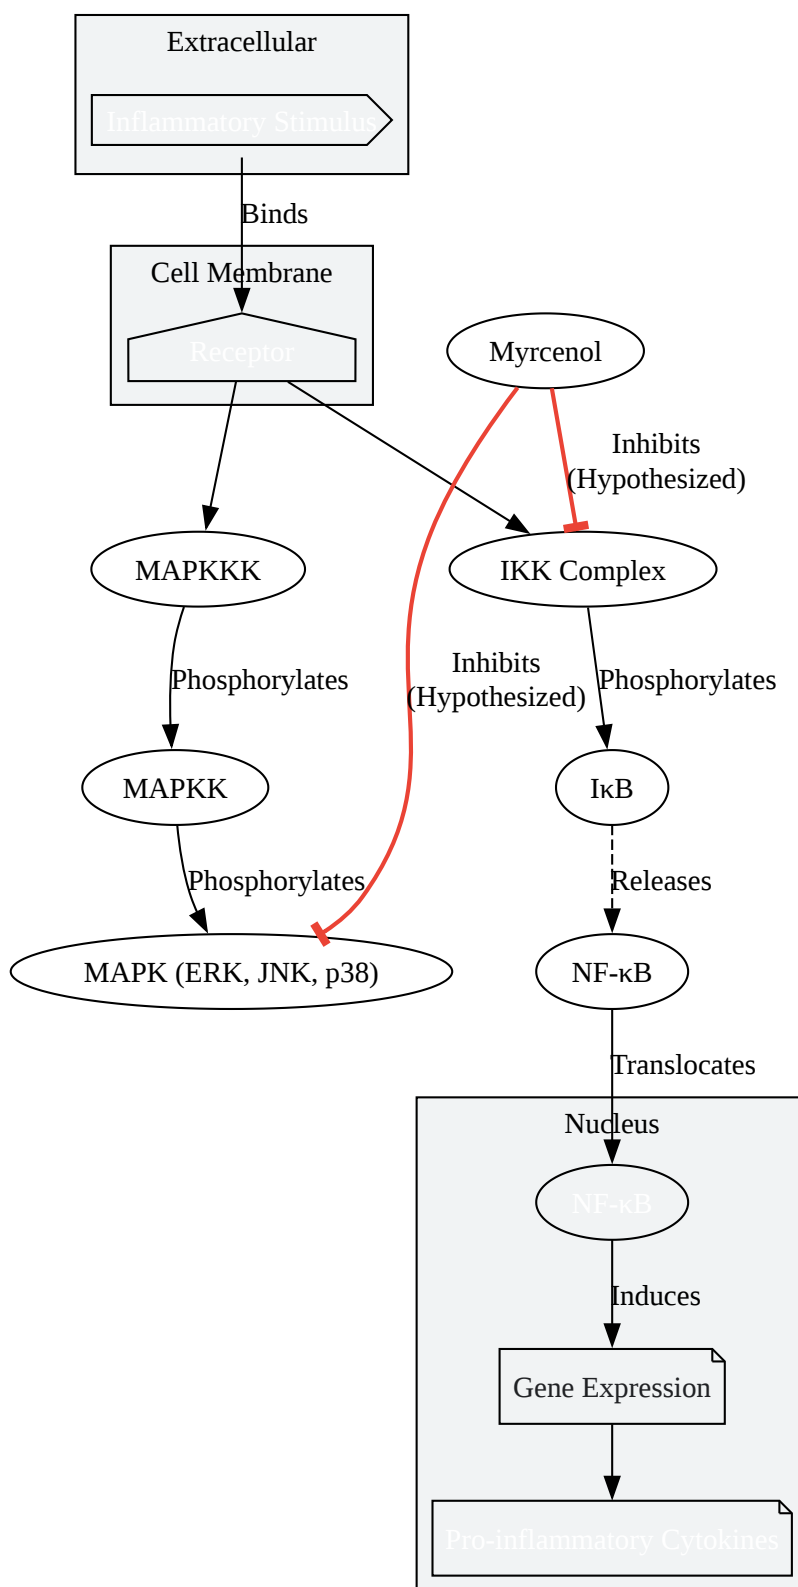 Extracellular
Inflammatory Stimulus
Binds
Cell Membrane
Receptor
Myrcenol
Inhibits
(Hypothesized)
MAPKKK
IKK Complex
Inhibits
(Hypothesized)
Phosphorylates
Phosphorylates
MAPKK
IκB
Phosphorylates
Releases
MAPK (ERK, JNK, p38)
NF-κB
Translocates
Nucleus
NF-κB
Induces
Gene Expression
Pro-inflammatory Cytokines